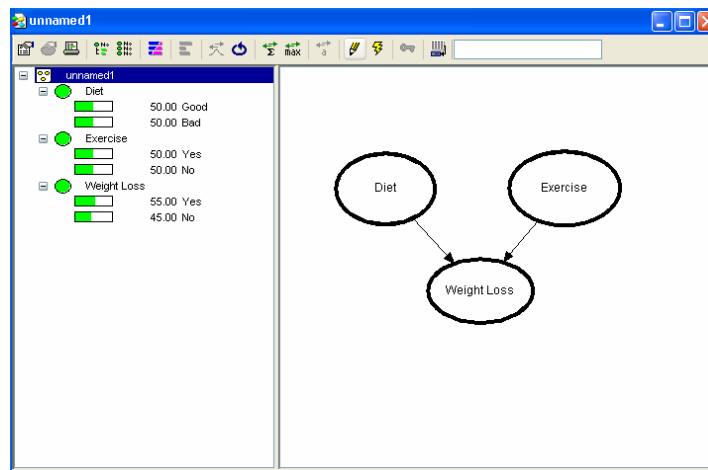 unnamed1
Σ max a
unnamed1
Diet
50.00 Good
50.00 Bad
Exercise
50.00 Yes
50.00 No
Weight Loss
55.00 Yes
45.00 No
Diet
Exercise
Weight Loss